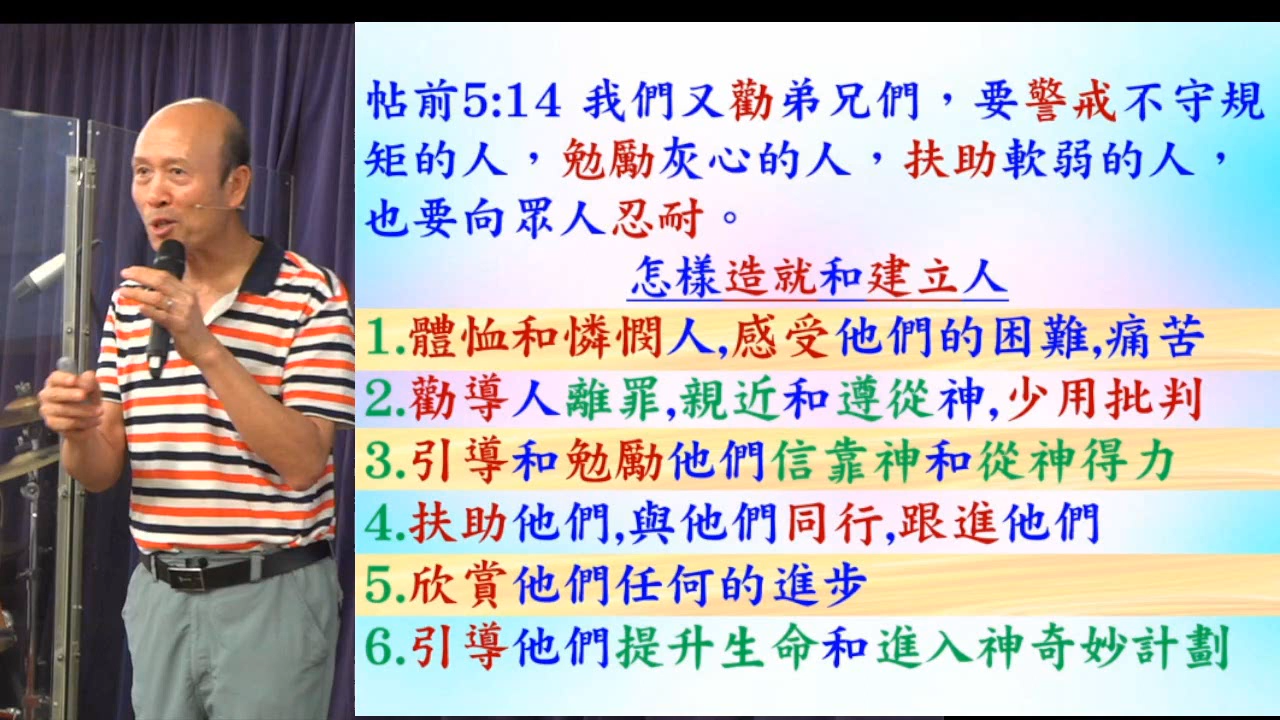 帖前5:14 我們又勸弟兄們，要警戒不守規
矩的人，勉勵灰心的人，扶助軟弱的人，
也要向眾人忍耐。
怎樣造就和建立人
1.體恤和憐憫人,感受他們的困難,痛苦
2.勸導人離罪,親近和遵從神,少用批判
3.引導和勉勵他們信靠神和從神得力
4.扶助他們,與他們同行,跟進他們
5.欣賞他們任何的進步
6.引導他們提升生命和進入神奇妙計劃